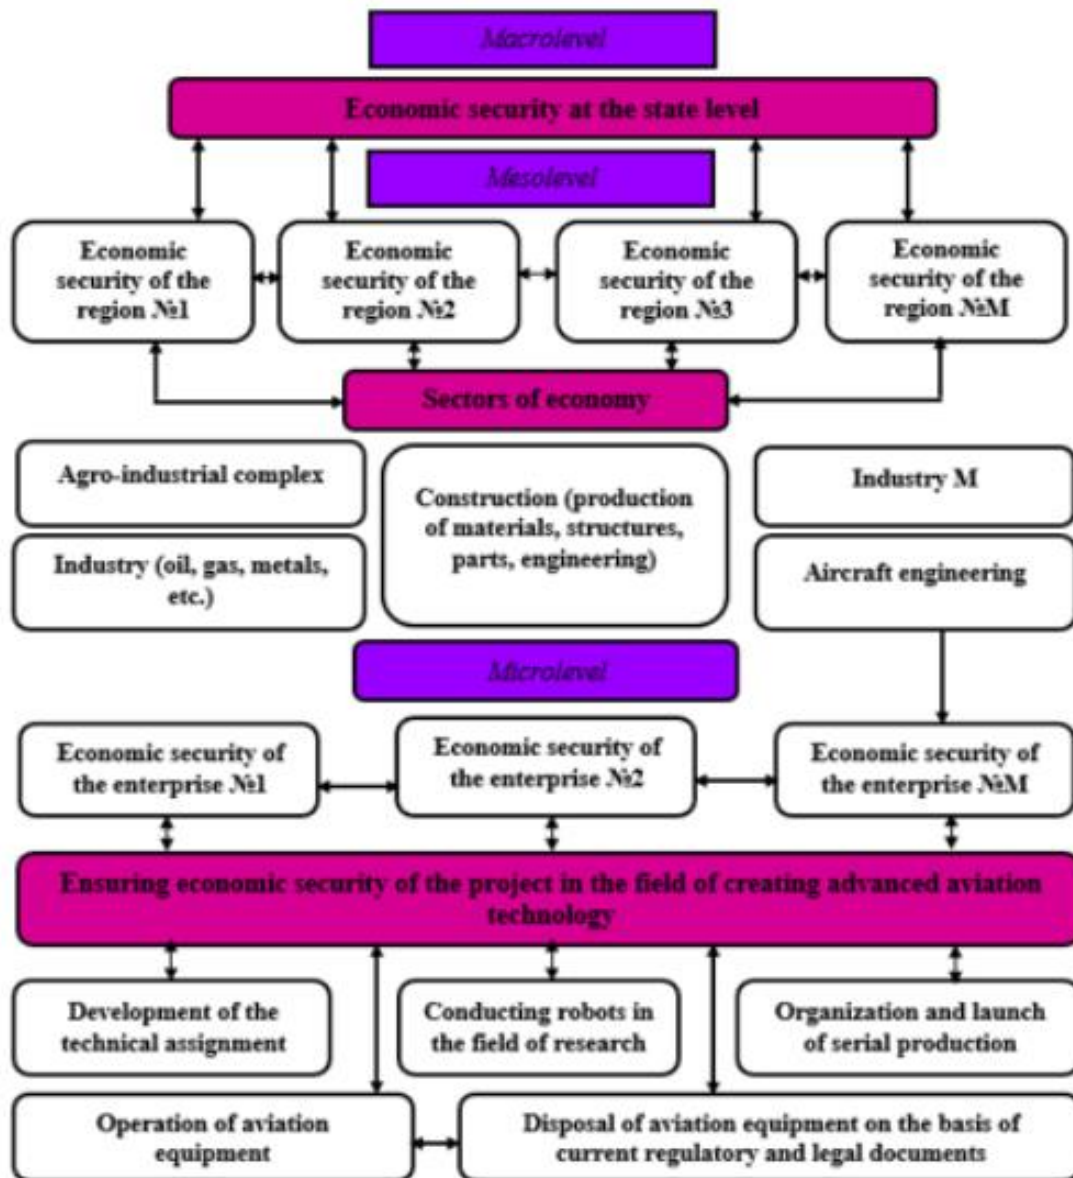 Macrolevel
Economic security at the state level
Mesolevel
Economic
security of the
region №1
Economic
security of the
region №2
Economic
security of the
region №3
Economic
security of the
region №M
Sectors of economy
Agro-industrial complex
Construction (production
of materials, structures,
parts, engineering)
Industry M
Industry (oil, gas, metals,
etc.)
Aircraft engineering
Microlevel
Economic security of
the enterprise №1
Economic security of
the enterprise №2
Economic security of
the enterprise №M
Ensuring economic security of the project in the field of creating advanced aviation
technology
Development of the
technical assignment
Conducting robots in
the field of research
Organization and launch
of serial production
Operation of aviation
equipment
Disposal of aviation equipment on the basis of
current regulatory and legal documents